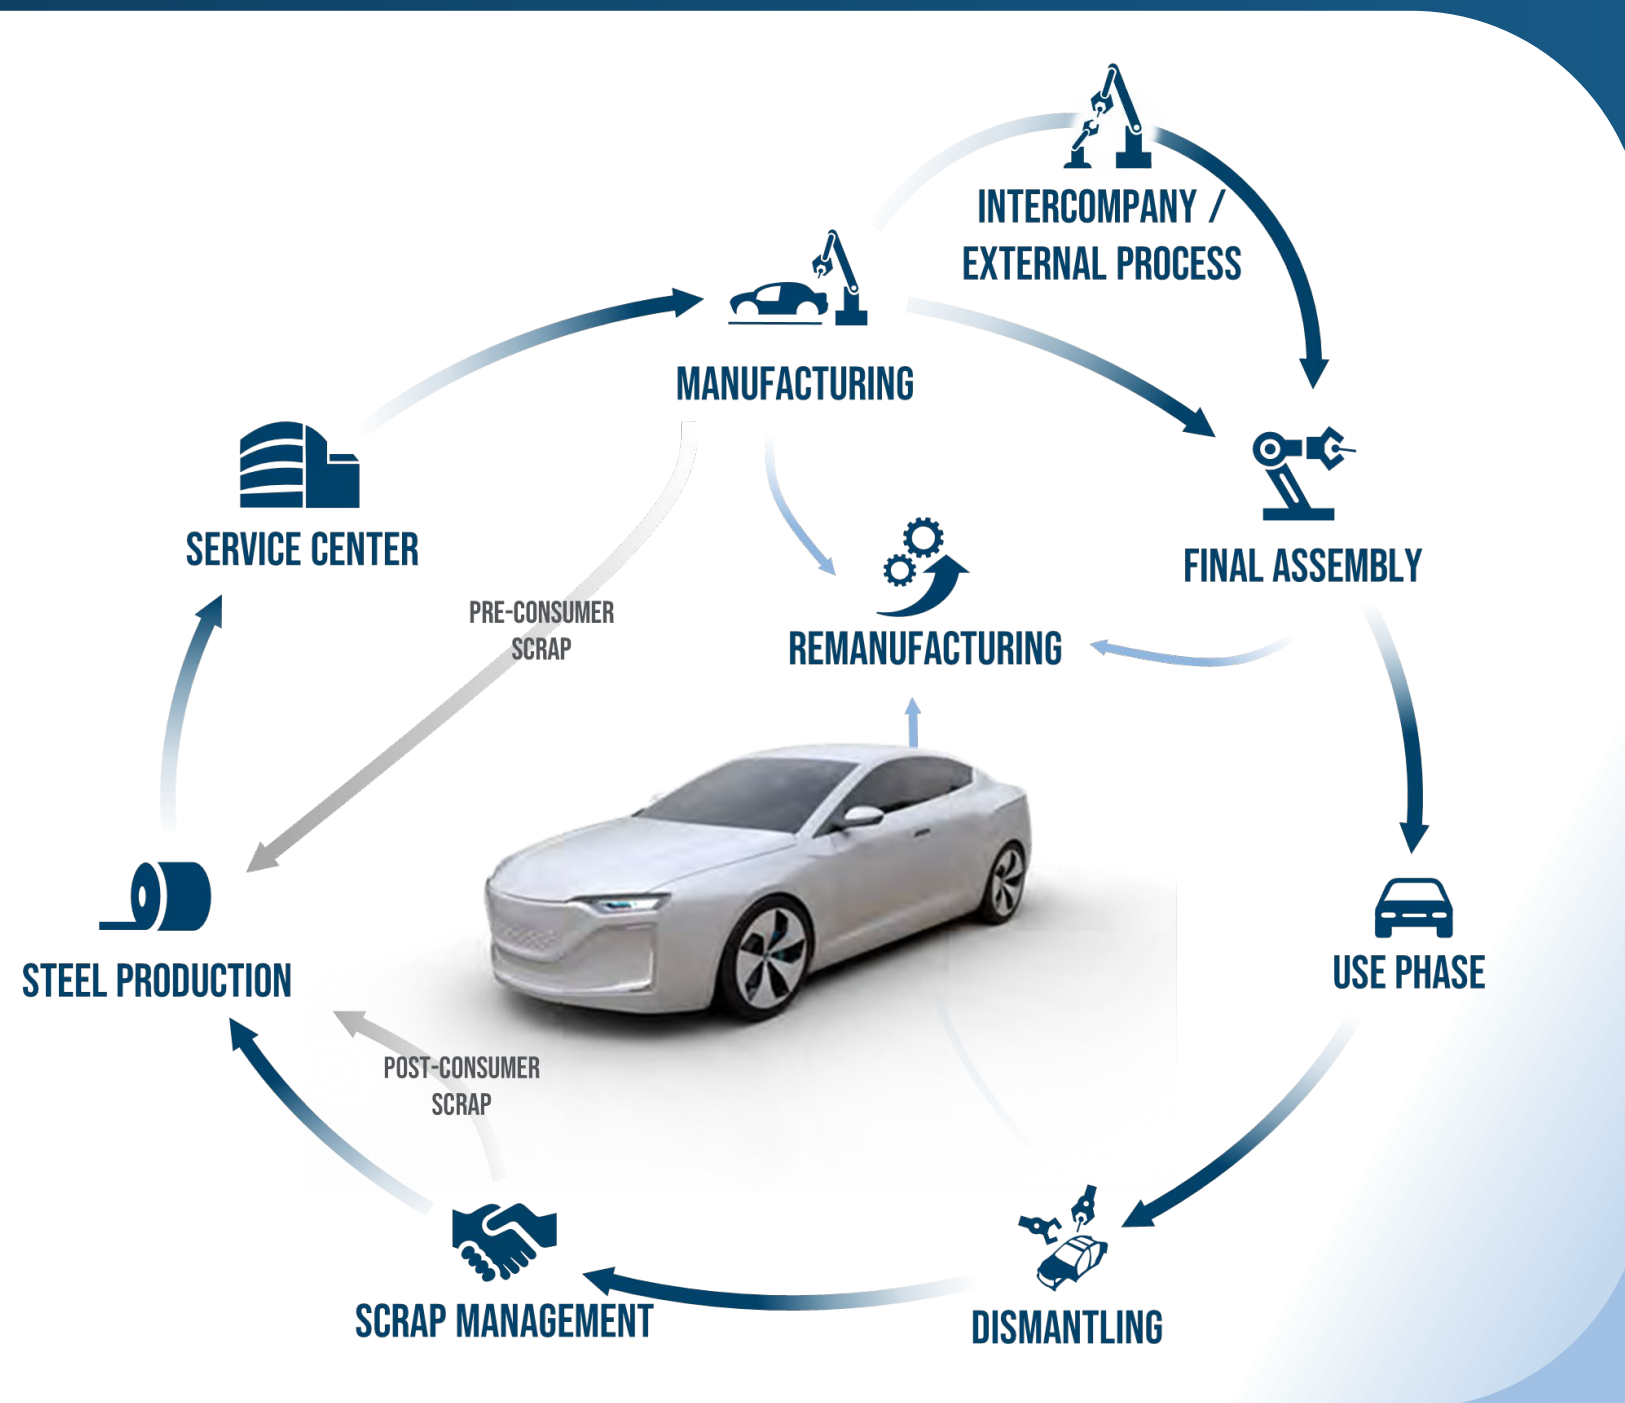 INTERCOMPANY /
EXTERNAL PROCESS
MANUFACTURING
SERVICE CENTER
FINAL ASSEMBLY
PRE-CONSUMER
SCRAP
REMANUFACTURING
STEEL PRODUCTION
USE PHASE
POST-CONSUMER
SCRAP
SCRAP MANAGEMENT
DISMANTLING